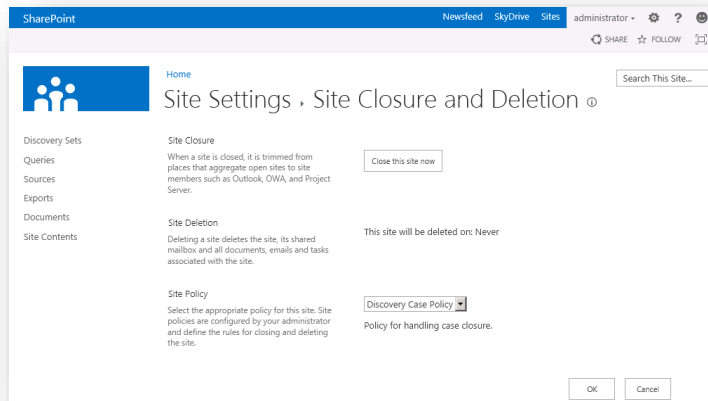 SharePoint
Newsfeed SkyDrive Sites administrator ?
SHARE FOLLOW
Home
Search This Site...
Site Settings › Site Closure and Deletion
Discovery Sets
Queries
Sources
Exports
Documents
Site Contents
Site Closure
When a site is closed, it is trimmed from
places that aggregate open sites to site
members such as Outlook, OWA, and Project
Server.
Close this site now
Site Deletion
Deleting a site deletes the site, its shared
mailbox and all documents, emails and tasks
associated with the site.
This site will be deleted on: Never
Site Policy
Select the appropriate policy for this site. Site
policies are configured by your administrator
and define the rules for closing and deleting
the site.
Discovery Case Policy
Policy for handling case closure.
OK Cancel